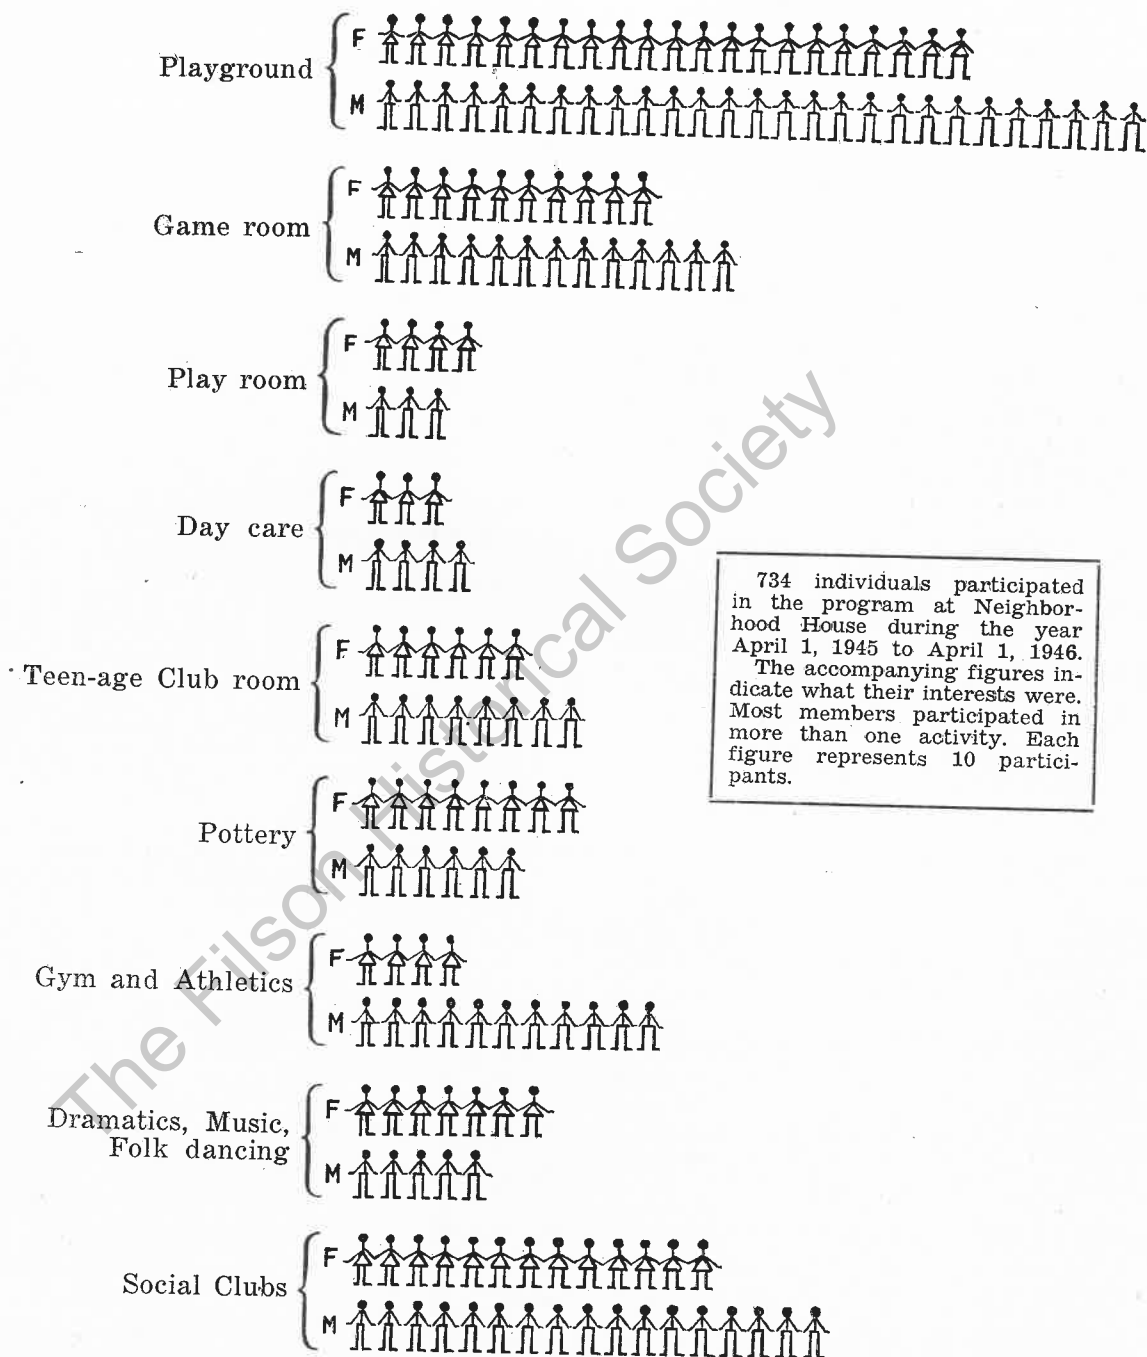 Playground
F
M
Game room
F
M
Play room
F
M
Day care
F
M
Teen-age Club room
F
M
Pottery
F
M
Gym and Athletics
F
M
Dramatics, Music,
Folk dancing
F
M
Social Clubs
F
M
734 individuals participated
in the program at Neighbor-
hood House during the year
April 1, 1945 to April 1, 1946.
The accompanying figures in-
dicate what their interests were.
Most members participated in
more than one activity. Each
figure represents 10 partici-
pants.
The Filson Historical Society